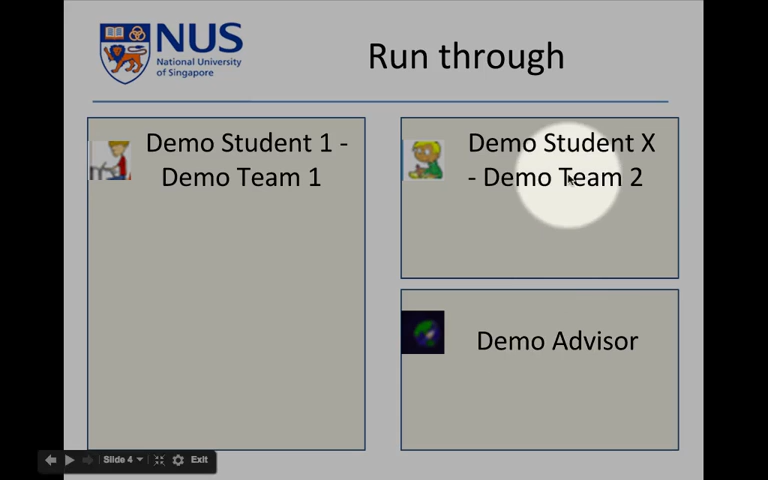 NUS
National University
of Singapore
Run through
Demo Student 1 -
Demo Team 1
Demo Student X
- Demo Team 2
Demo Advisor
Slide 4
Exit